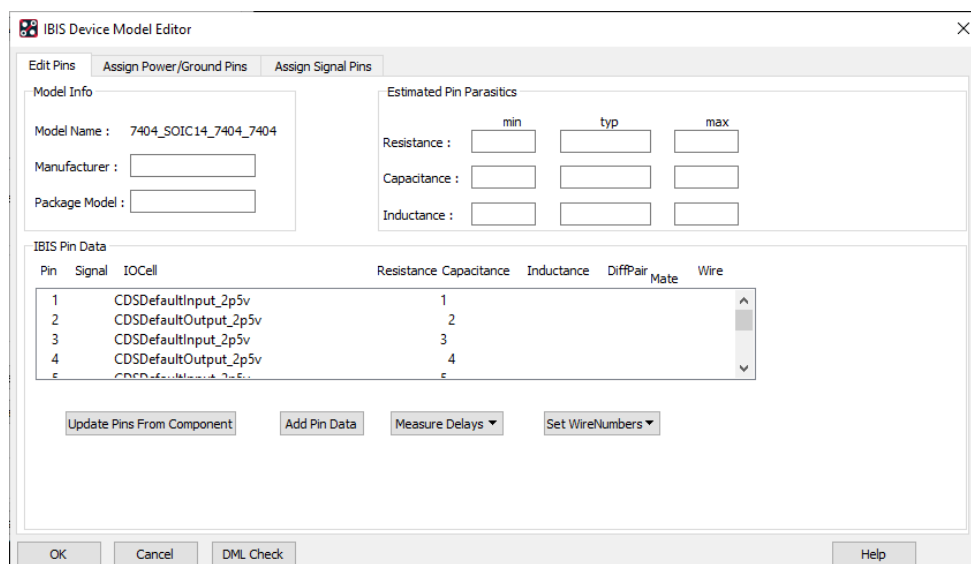 IBIS Device Model Editor
Edit Pins Assign Power/Ground Pins Assign Signal Pins
Model Info
Model Name : 7404_SOIC14_7404_7404
Manufacturer :
Package Model :
Estimated Pin Parasitics
min typ max
Resistance :
Capacitance :
Inductance :
IBIS Pin Data
Pin Signal IOCell Resistance Capacitance Inductance DiffPair Mate Wire
1 CDSDefaultInput_2p5v 1
2 CDSDefaultOutput_2p5v 2
3 CDSDefaultInput_2p5v 3
4 CDSDefaultOutput_2p5v 4
5 CDSDefaultInput_2p5v 5
Update Pins From Component Add Pin Data Measure Delays Set WireNumbers
OK Cancel DML Check Help